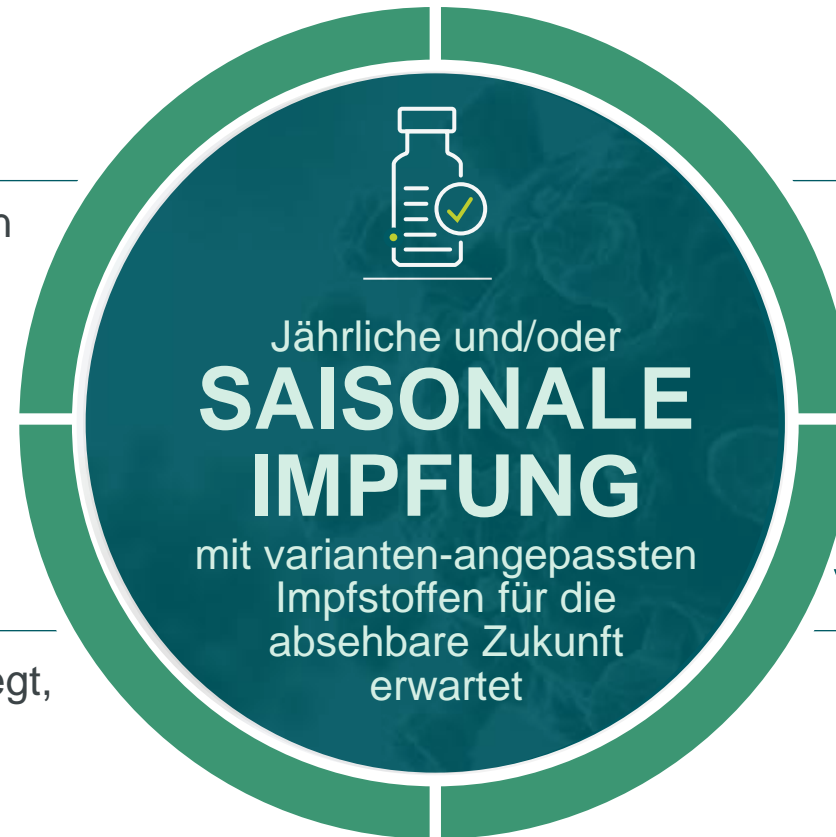 Jährliche und/oder
SAISONALE
IMPFUNG
mit varianten-angepassten
Impfstoffen für die
absehbare Zukunft
erwartet